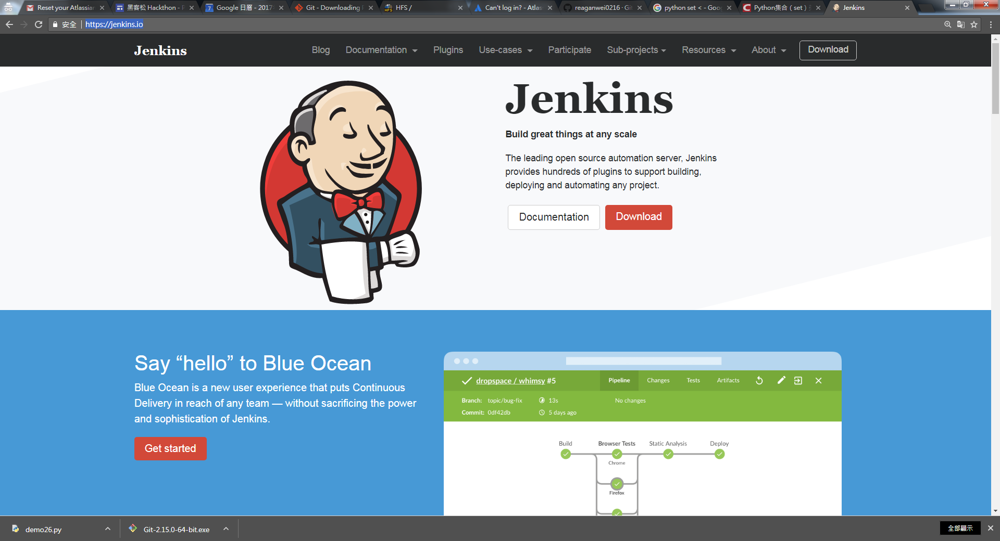 Reset your Atlassian
黑客松 Hackthon - P
Google 日曆 - 2017
Git - Downloading
HFS /
Can't log in? - Atlas
reaganwei0216 · Git
python set < - Goo
Python集合 ( set )
Jenkins
安全
https://jenkins.io
Jenkins
Blog
Documentation
Plugins
Use-cases
Participate
Sub-projects
Resources
About
Download
Jenkins
Build great things at any scale
The leading open source automation server, Jenkins
provides hundreds of plugins to support building,
deploying and automating any project.
Documentation
Download
Say “hello” to Blue Ocean
Blue Ocean is a new user experience that puts Continuous
Delivery in reach of any team — without sacrificing the power
and sophistication of Jenkins.
Get started
dropspace / whimsy #5
Pipeline
Changes
Tests
Artifacts
Branch: topic/bug-fix
13s
No changes
Commit: 0df42db
5 days ago
Build
Browser Tests
Static Analysis
Deploy
Chrome
Firefox
demo26.py
Git-2.15.0-64-bit.exe
全部顯示